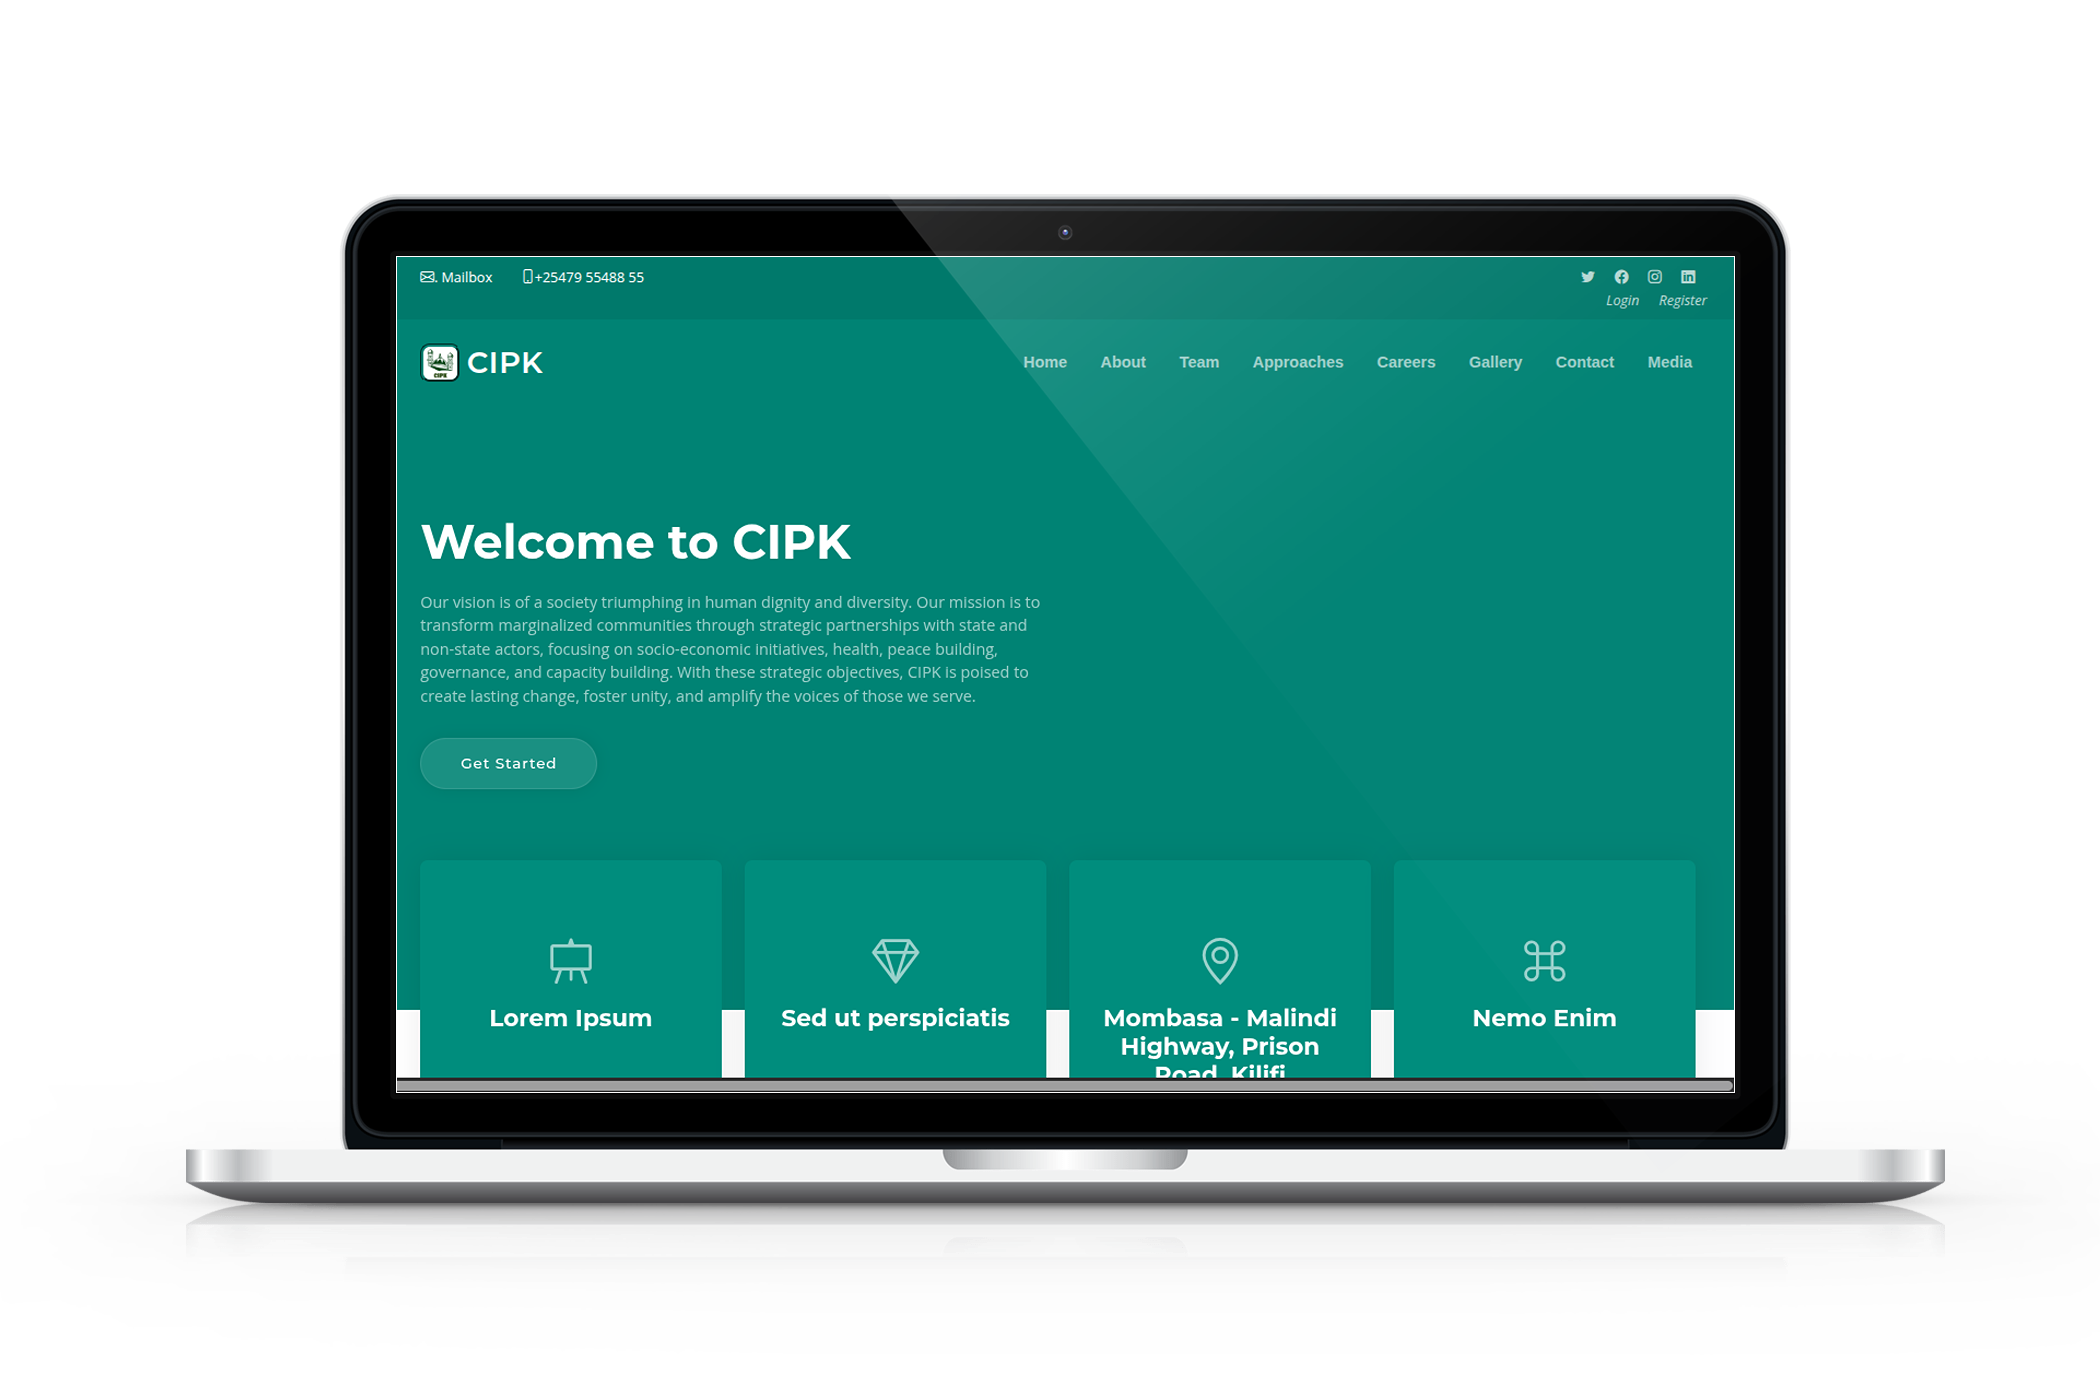 . Mailbox +25479 55488 55
Login Register
CIPK
CIPK
Home About Team Approaches Careers Gallery Contact Media
Welcome to CIPK
Our vision is of a society triumphing in human dignity and diversity. Our mission is to
transform marginalized communities through strategic partnerships with state and
non-state actors, focusing on socio-economic initiatives, health, peace building,
governance, and capacity building. With these strategic objectives, CIPK is poised to
create lasting change, foster unity, and amplify the voices of those we serve.
Get Started
Lorem Ipsum
Sed ut perspiciatis
Mombasa - Malindi
Highway, Prison
Road, Kilifi
Nemo Enim